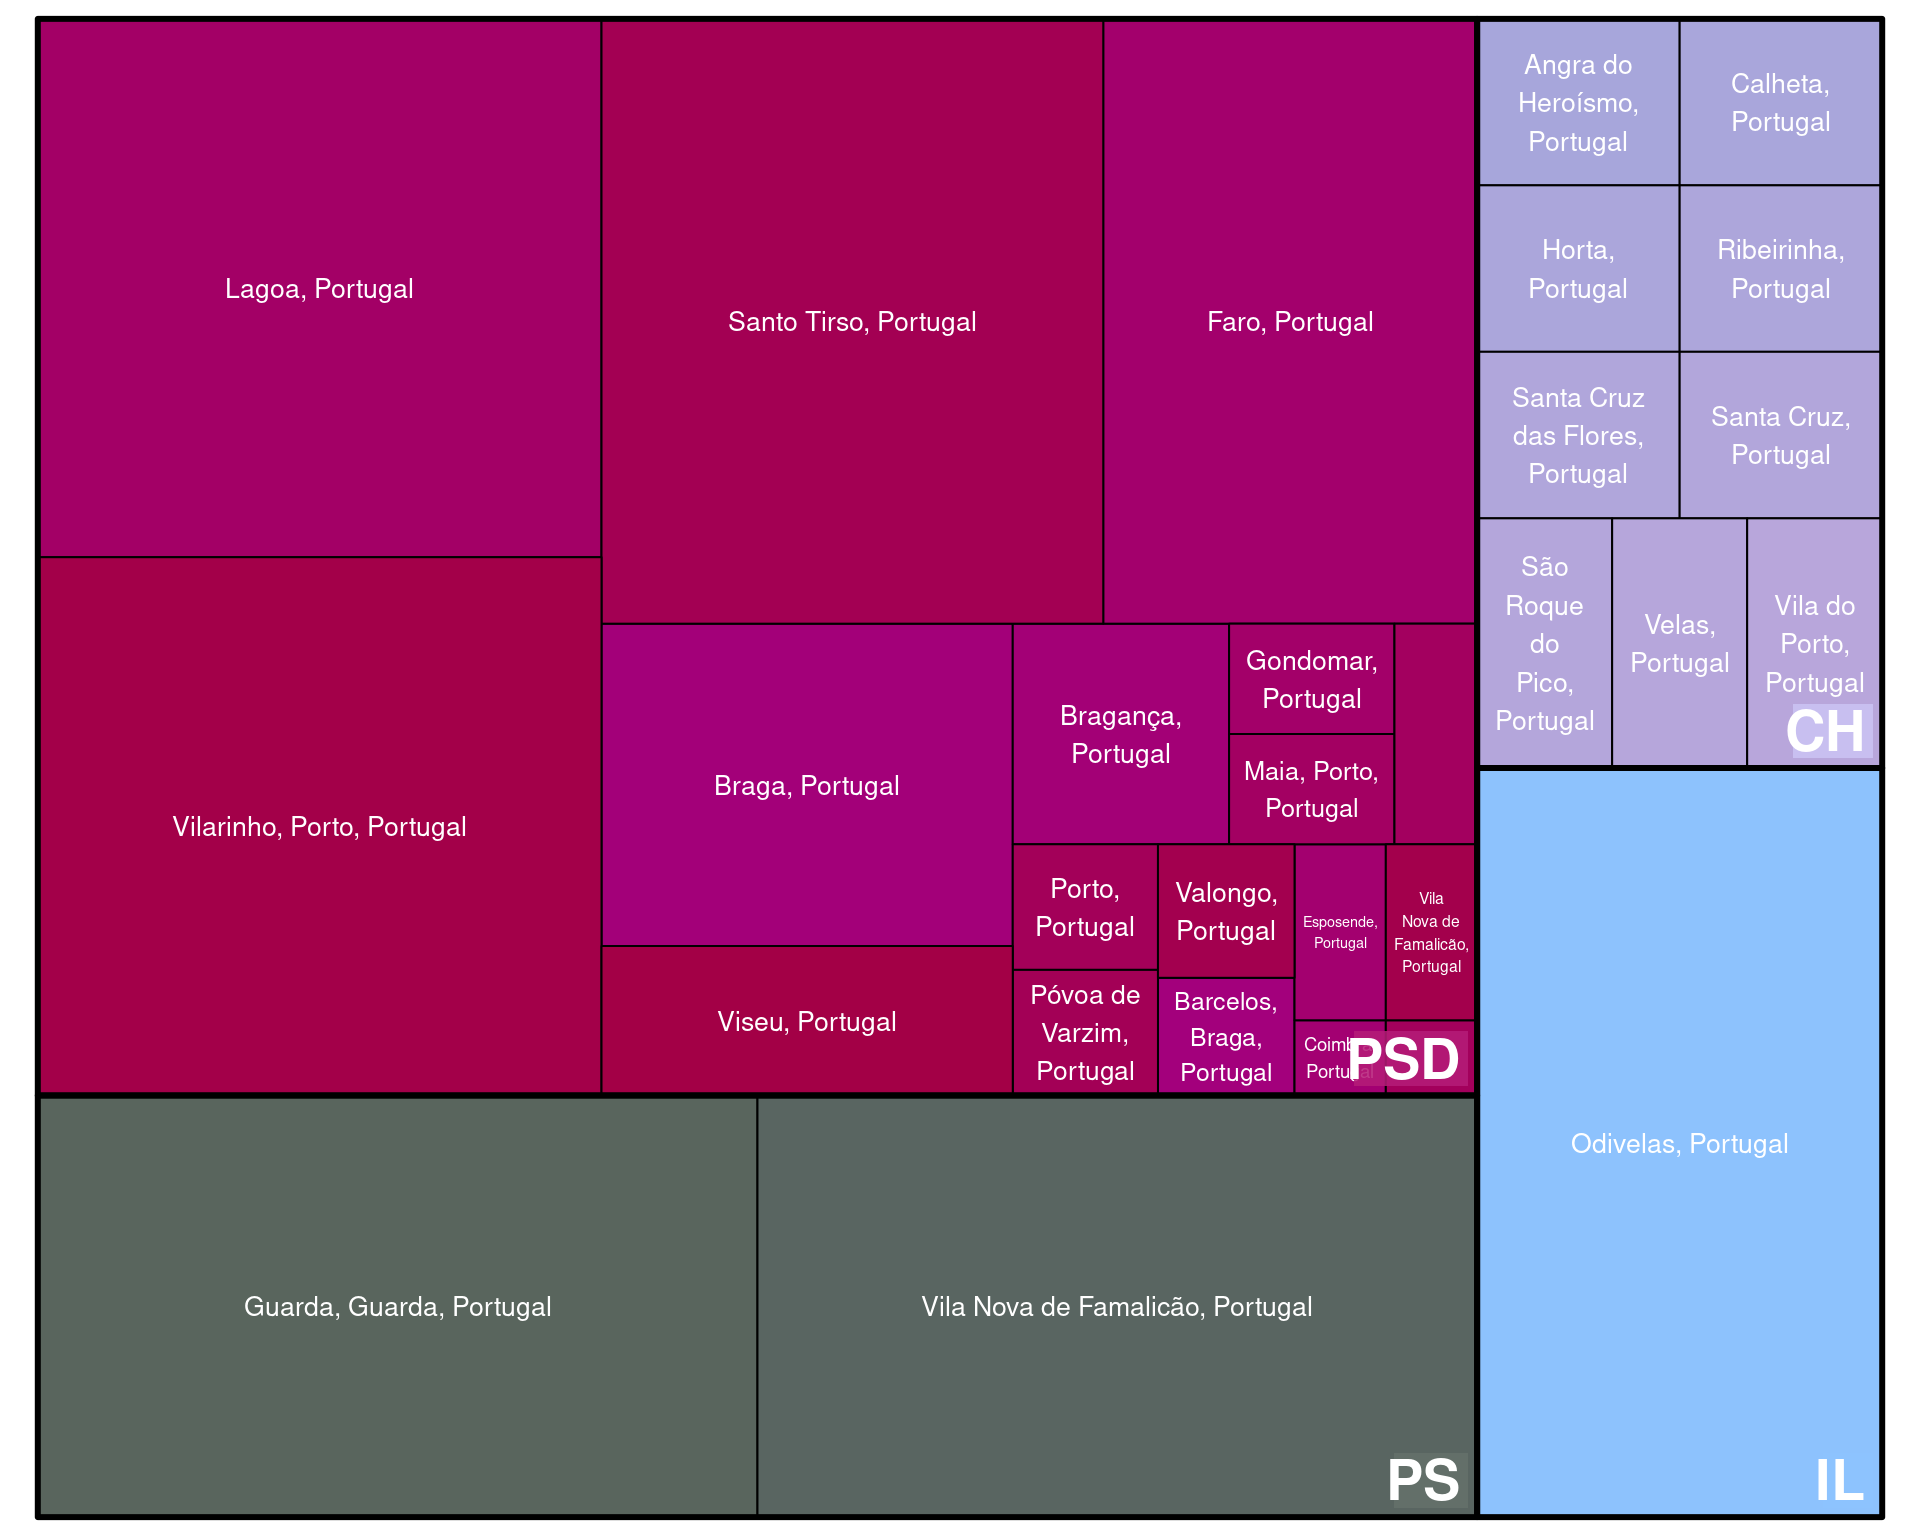 Lagoa, Portugal
Santo Tirso, Portugal
Faro, Portugal
Vilarinho, Porto, Portugal
Braga, Portugal
Viseu, Portugal
Bragança,
Portugal
Gondomar,
Portugal
Maia, Porto,
Portugal
Porto,
Portugal
Póvoa de
Varzim,
Portugal
Valongo,
Portugal
Barcelos,
Braga,
Portugal
Esposende,
Portugal
Vila
Nova de
Famalicão,
Portugal
Coimbra,
Portugal
PSD
Guarda, Guarda, Portugal
Vila Nova de Famalicão, Portugal
PS
Angra do
Heroísmo,
Portugal
Calheta,
Portugal
Horta,
Portugal
Ribeirinha,
Portugal
Santa Cruz
das Flores,
Portugal
Santa Cruz,
Portugal
São
Roque
do
Pico,
Portugal
Velas,
Portugal
Vila do
Porto,
Portugal
CH
Odivelas, Portugal
IL